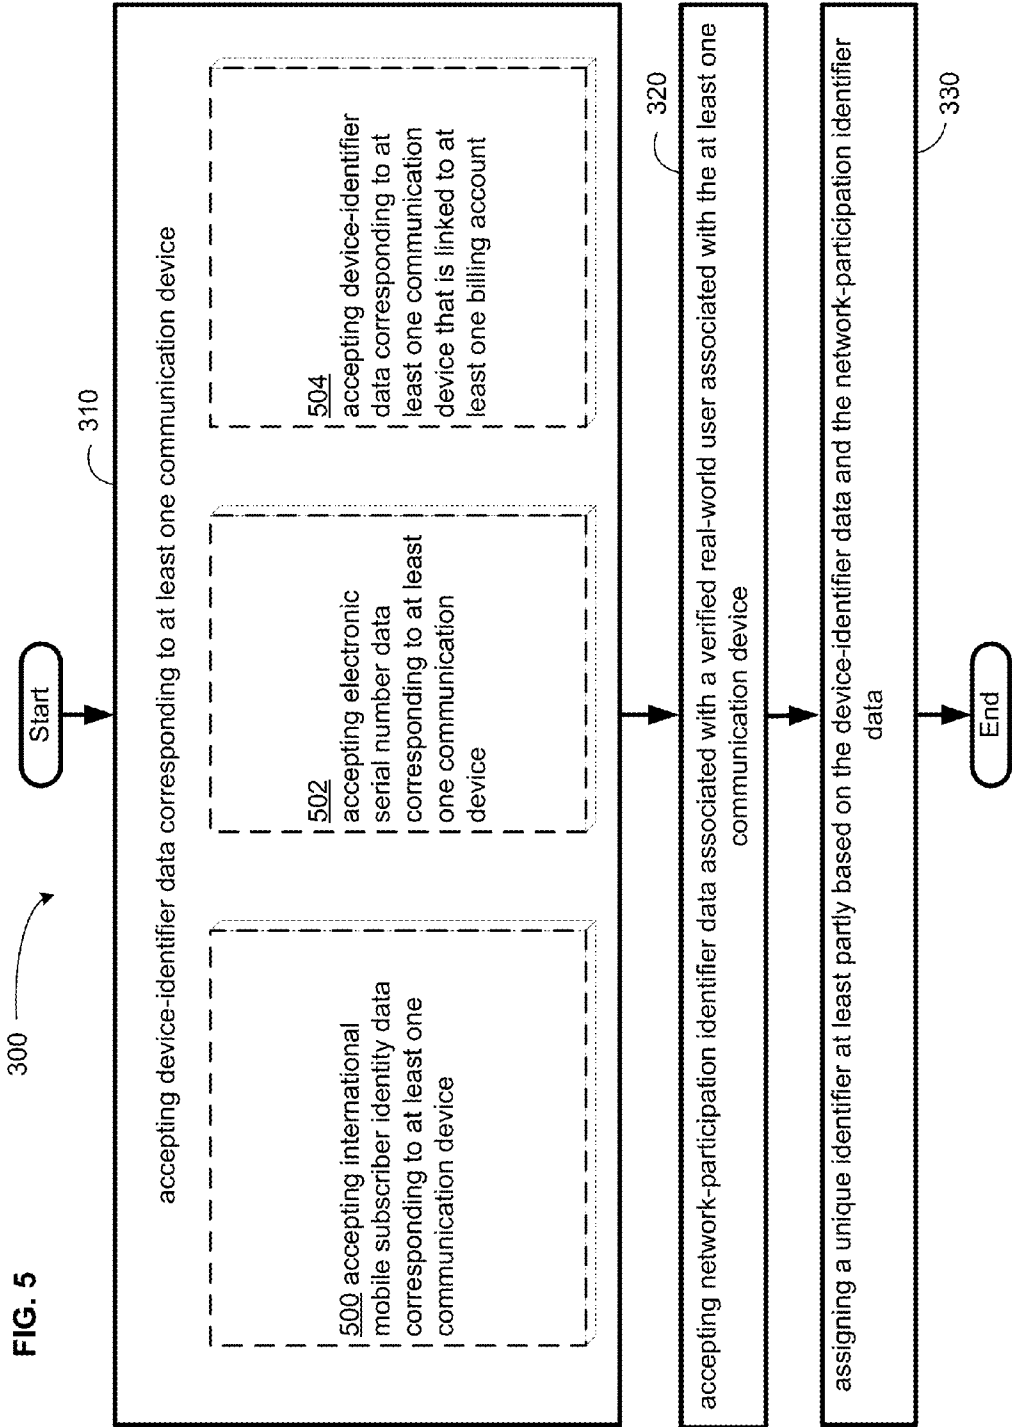 FIG. 5
300
Start
310
accepting device-identifier data corresponding to at least one communication device
500 accepting international
mobile subscriber identity data
corresponding to at least one
communication device
502
accepting electronic
serial number data
corresponding to at least
one communication
device
504
accepting device-identifier
data corresponding to at
least one communication
device that is linked to at
least one billing account
320
accepting network-participation identifier data associated with a verified real-world user associated with the at least one
communication device
330
assigning a unique identifier at least partly based on the device-identifier data and the network-participation identifier
data
End